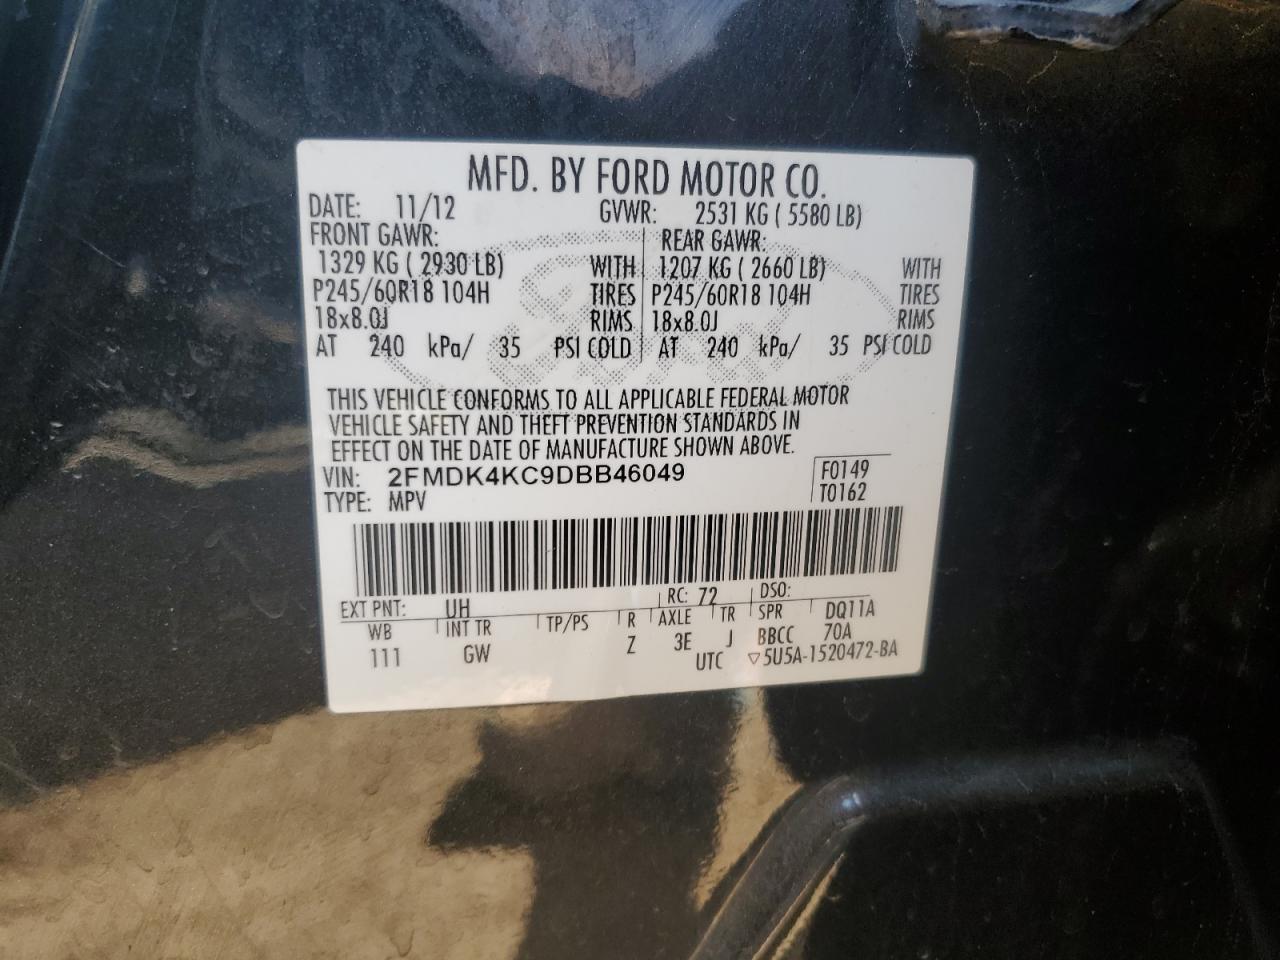 MFD. BY FORD MOTOR CO.
DATE: 11/12 GVWR: 2531 KG ( 5580 LB)
FRONT GAWR: REAR GAWR:
1329 KG ( 2930 LB) WITH 1207 KG ( 2660 LB) WITH
P245/60R18 104H TIRES P245/60R18 104H TIRES
18x8.0J RIMS 18x8.0J RIMS
AT 240 kPa/ 35 PSI COLD AT 240 kPa/ 35 PSI COLD
THIS VEHICLE CONFORMS TO ALL APPLICABLE FEDERAL MOTOR
VEHICLE SAFETY AND THEFT PREVENTION STANDARDS IN
EFFECT ON THE DATE OF MANUFACTURE SHOWN ABOVE.
VIN: 2FMDK4KC9DBB46049 F0149
TYPE: MPV T0162
EXT PNT: UH RC: 72 DSO:
WB INT TR TP/PS R AXLE TR SPR DQ11A
111 GW Z 3E J BBCC 70A
UTC ▽5U5A-1520472-BA